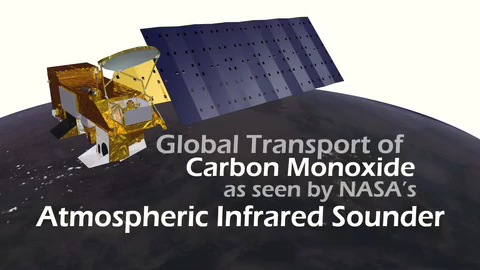 Global Transport of
Carbon Monoxide
as seen by NASA's
Atmospheric Infrared Sounder